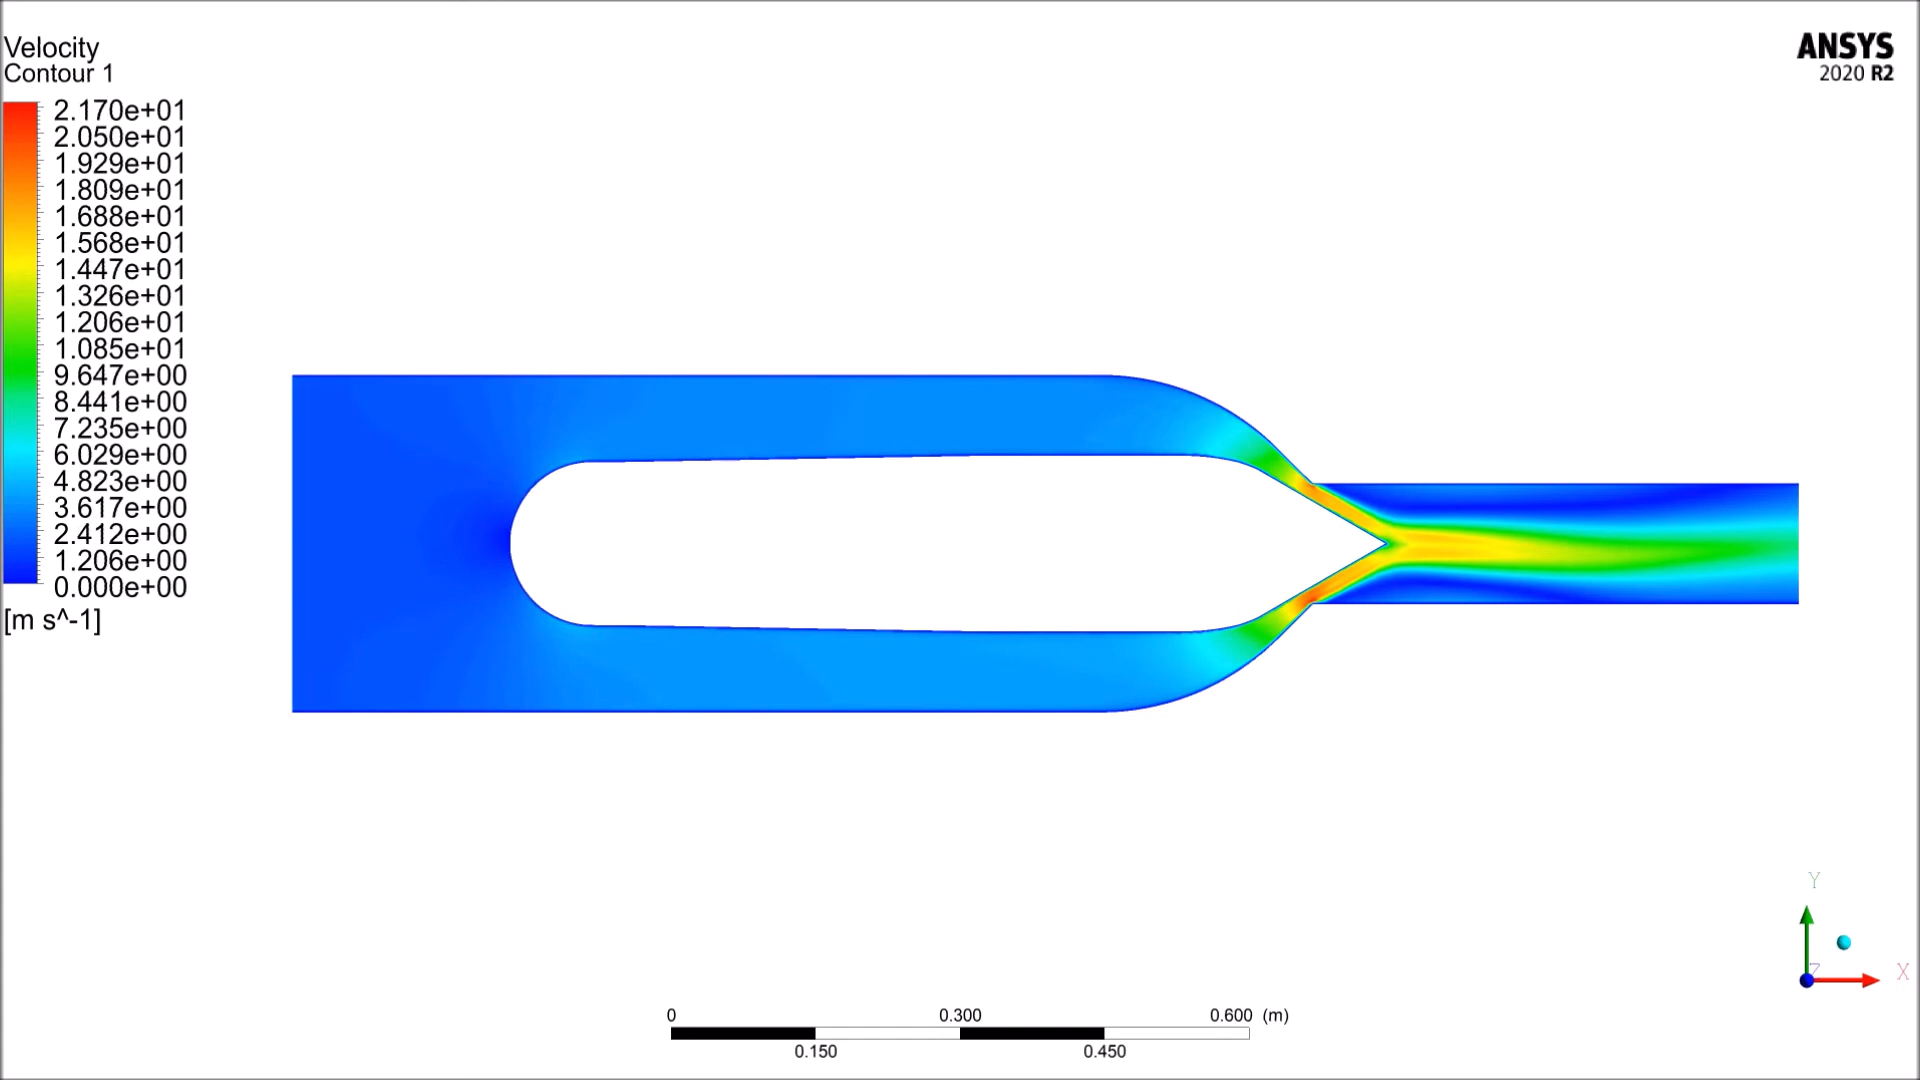 Velocity
Contour 1
2.170e+01
2.050e+01
1.929e+01
1.809e+01
1.688e+01
1.568e+01
1.447e+01
1.326e+01
1.206e+01
1.085e+01
9.647e+00
8.441e+00
7.235e+00
6.029e+00
4.823e+00
3.617e+00
2.412e+00
1.206e+00
0.000e+00
[m s^-1]
ANSYS
2020 R2
Y
Z
X
0 0.300 0.600 (m)
0.150 0.450